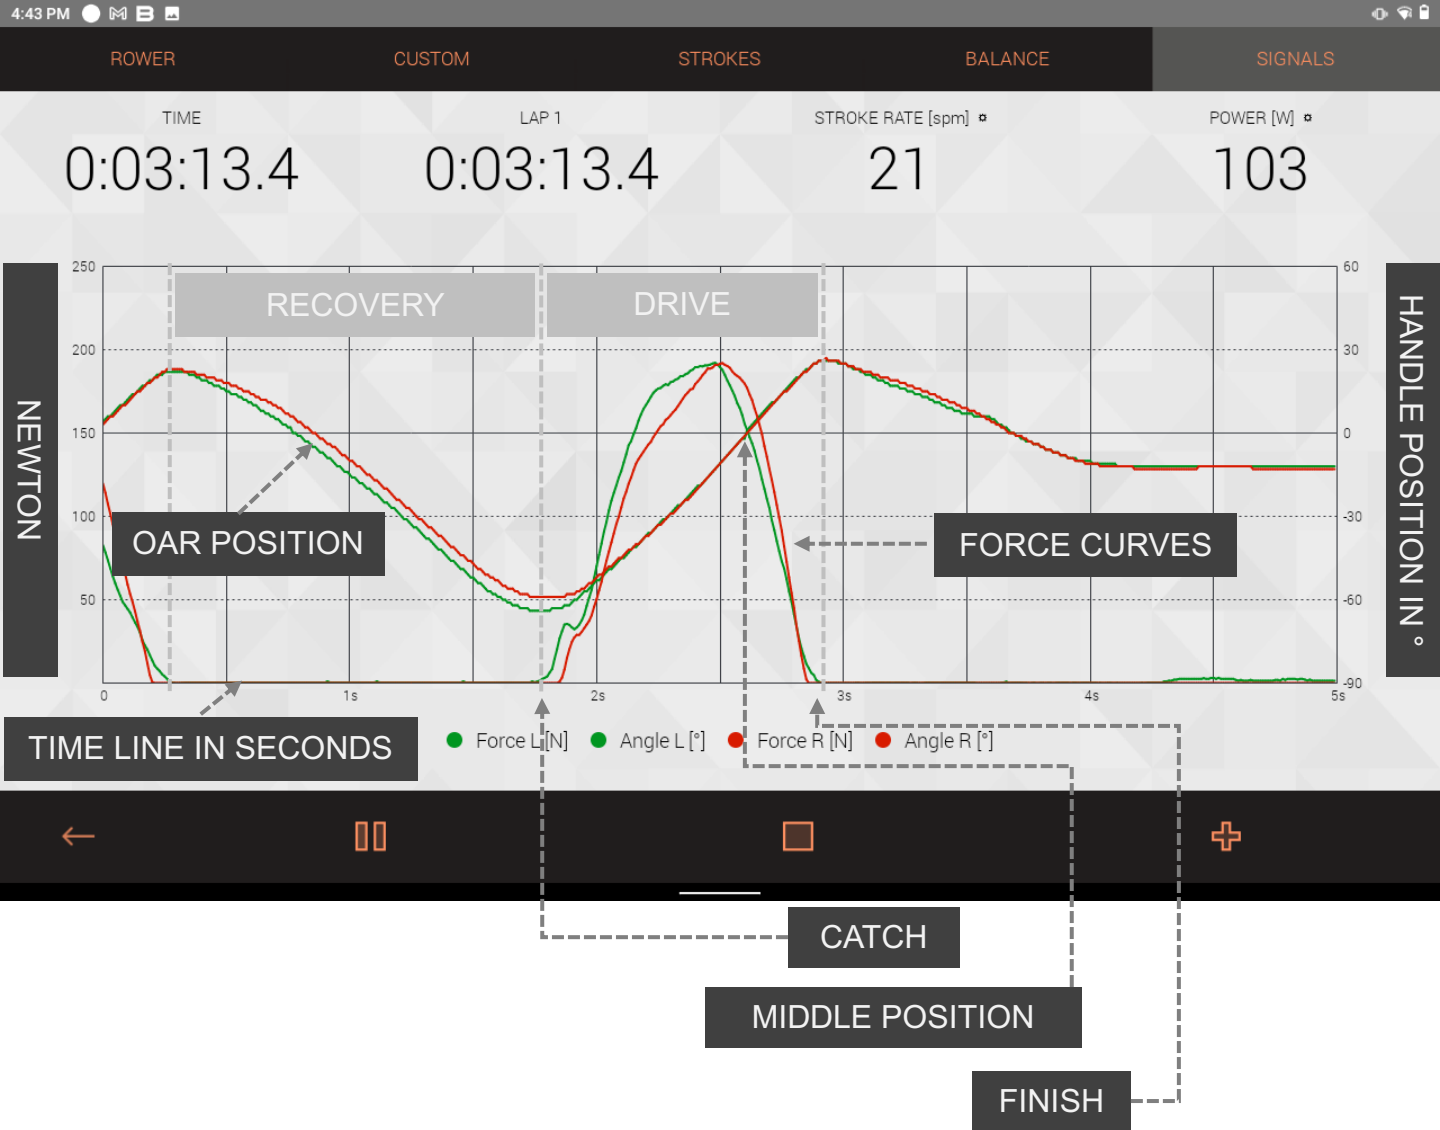 4:43 PM
ROWER CUSTOM STROKES BALANCE SIGNALS
TIME LAP 1 STROKE RATE [spm] POWER [W]
0:03:13.4 0:03:13.4 21 103
250 60
RECOVERY DRIVE
200 30
150 0
100 -30
50 -60
-90
NEWTON
HANDLE POSITION IN °
OAR POSITION
FORCE CURVES
0 1s 2s 3s 4s 5s
TIME LINE IN SECONDS
Force L [N] Angle L [°] Force R [N] Angle R [°]
CATCH
MIDDLE POSITION
FINISH